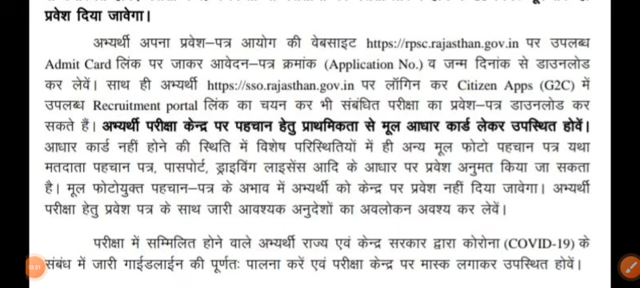 प्रवेश दिया जावेगा।
अभ्यर्थी अपना प्रवेश–पत्र आयोग की वेबसाइट https://rpsc.rajasthan.gov.in पर उपलब्ध
Admit Card लिंक पर जाकर आवेदन–पत्र क्रमांक (Application No.) व जन्म दिनांक से डाउनलोड
कर लेवें। साथ ही अभ्यर्थी https://sso.rajasthan.gov.in पर लॉगिन कर Citizen Apps (G2C) में
उपलब्ध Recruitment portal लिंक का चयन कर भी संबंधित परीक्षा का प्रवेश–पत्र डाउनलोड कर
सकते हैं। अभ्यर्थी परीक्षा केन्द्र पर पहचान हेतु प्राथमिकता से मूल आधार कार्ड लेकर उपस्थित होवें।
आधार कार्ड नहीं होने की स्थिति में विशेष परिस्थितियों में ही अन्य मूल फोटो पहचान पत्र यथा
मतदाता पहचान पत्र, पासपोर्ट, ड्राइविंग लाइसेंस आदि के आधार पर प्रवेश अनुमत किया जा सकता
है। मूल फोटोयुक्त पहचान–पत्र के अभाव में अभ्यर्थी को केन्द्र पर प्रवेश नहीं दिया जावेगा। अभ्यर्थी
परीक्षा हेतु प्रवेश पत्र के साथ जारी आवश्यक अनुदेशों का अवलोकन अवश्य कर लेवें।
परीक्षा में सम्मिलित होने वाले अभ्यर्थी राज्य एवं केन्द्र सरकार द्वारा कोरोना (COVID-19) के
संबंध में जारी गाईडलाईन की पूर्णतः पालना करें एवं परीक्षा केन्द्र पर मास्क लगाकर उपस्थित होवें।